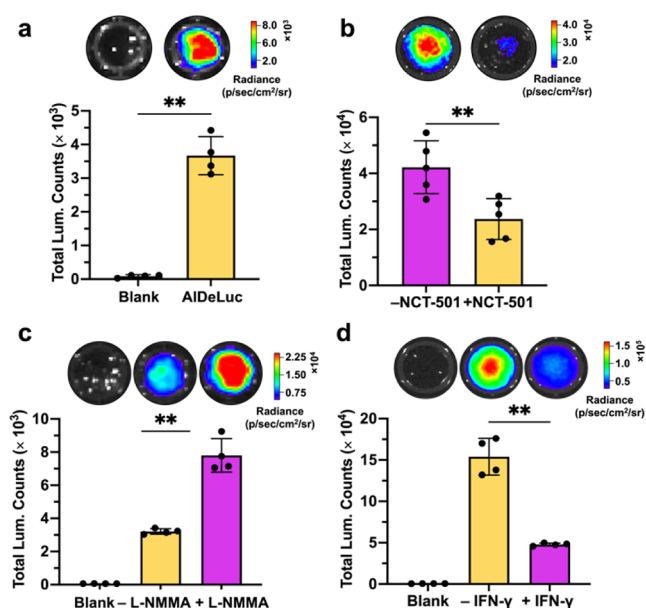 a
8.0
6.0
4.0
2.0
×10³
Radiance
(p/sec/cm²/sr)
**
Total Lum. Counts (× 10³)
5
4
3
2
1
0
Blank
AlDeLuc
b
4.0
3.0
2.0
×10⁴
Radiance
(p/sec/cm²/sr)
**
Total Lum. Counts (× 10⁴)
6
4
2
0
–NCT-501 +NCT-501
c
2.25
1.50
0.75
×10⁴
Radiance
(p/sec/cm²/sr)
**
Total Lum. Counts (× 10³)
10
8
6
4
2
0
Blank – L-NMMA + L-NMMA
d
1.5
1.0
0.5
×10⁵
Radiance
(p/sec/cm²/sr)
**
Total Lum. Counts (× 10⁴)
20
15
10
5
0
Blank – IFN-γ + IFN-γ